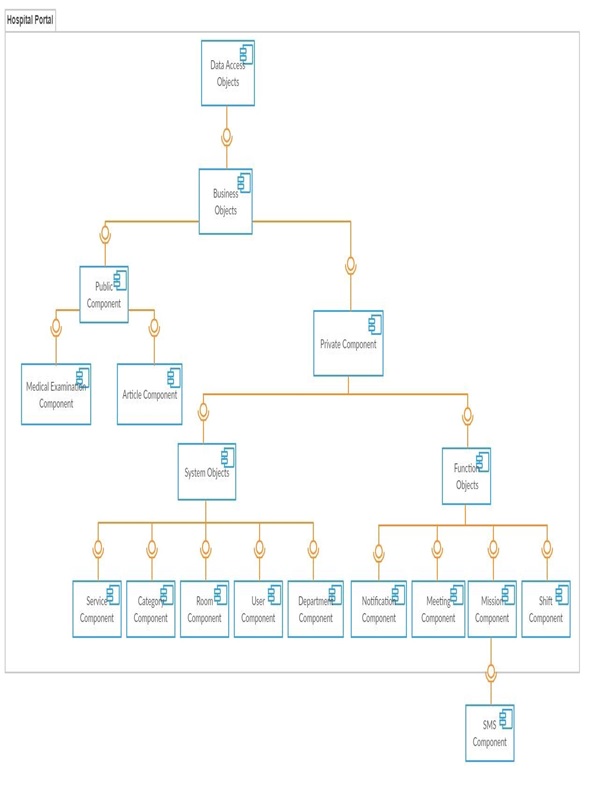 Hospital Portal
Data Access
Objects
Business
Objects
Public
Component
Private Component
Medical Examination
Component
Article Component
System Objects
Function
Objects
Service
Component
Category
Component
Room
Component
User
Component
Department
Component
Notification
Component
Meeting
Component
Mission
Component
Shift
Component
SMS
Component